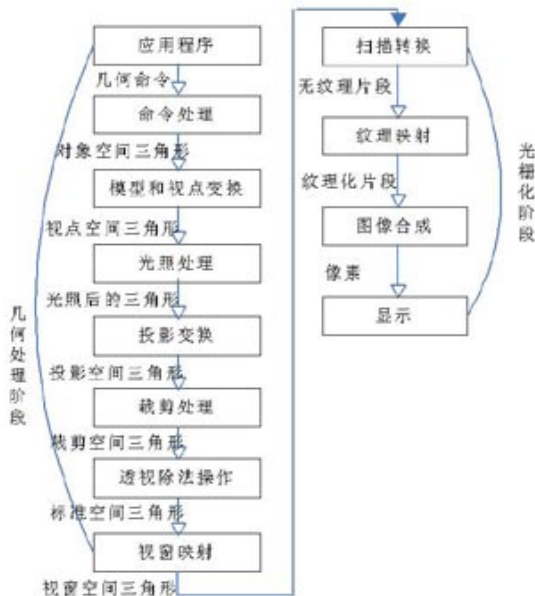 应用程序
几何命令
命令处理
对象空间三角形
模型和视点变换
视点空间三角形
光照处理
光照后的三角形
投影变换
投影空间三角形
裁剪处理
裁剪空间三角形
透视除法操作
标准空间三角形
视窗映射
视窗空间三角形
几何处理阶段
扫描转换
无纹理片段
纹理映射
纹理化片段
图像合成
像素
显示
光栅化阶段